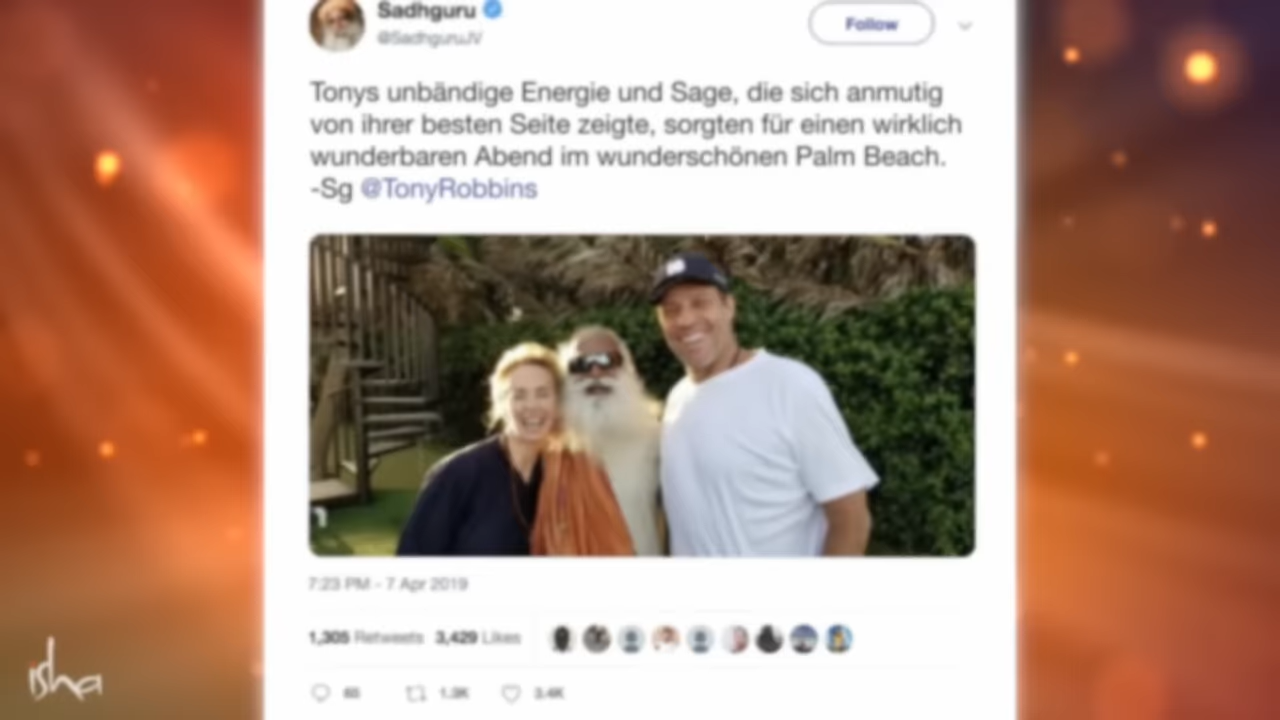 Sadhguru
@SadhguruJV
Follow
Tonys unbändige Energie und Sage, die sich anmutig
von ihrer besten Seite zeigte, sorgten für einen wirklich
wunderbaren Abend im wunderschönen Palm Beach.
-Sg @TonyRobbins
7:23 PM - 7 Apr 2019
1,305 Retweets 3,429 Likes
65 1.3K 3.4K
isha